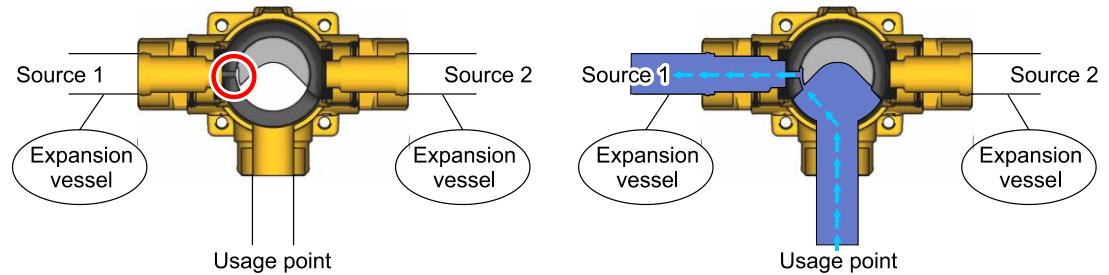 Source 1
Source 2
Expansion
vessel
Expansion
vessel
Usage point
Source 1
Source 2
Expansion
vessel
Expansion
vessel
Usage point